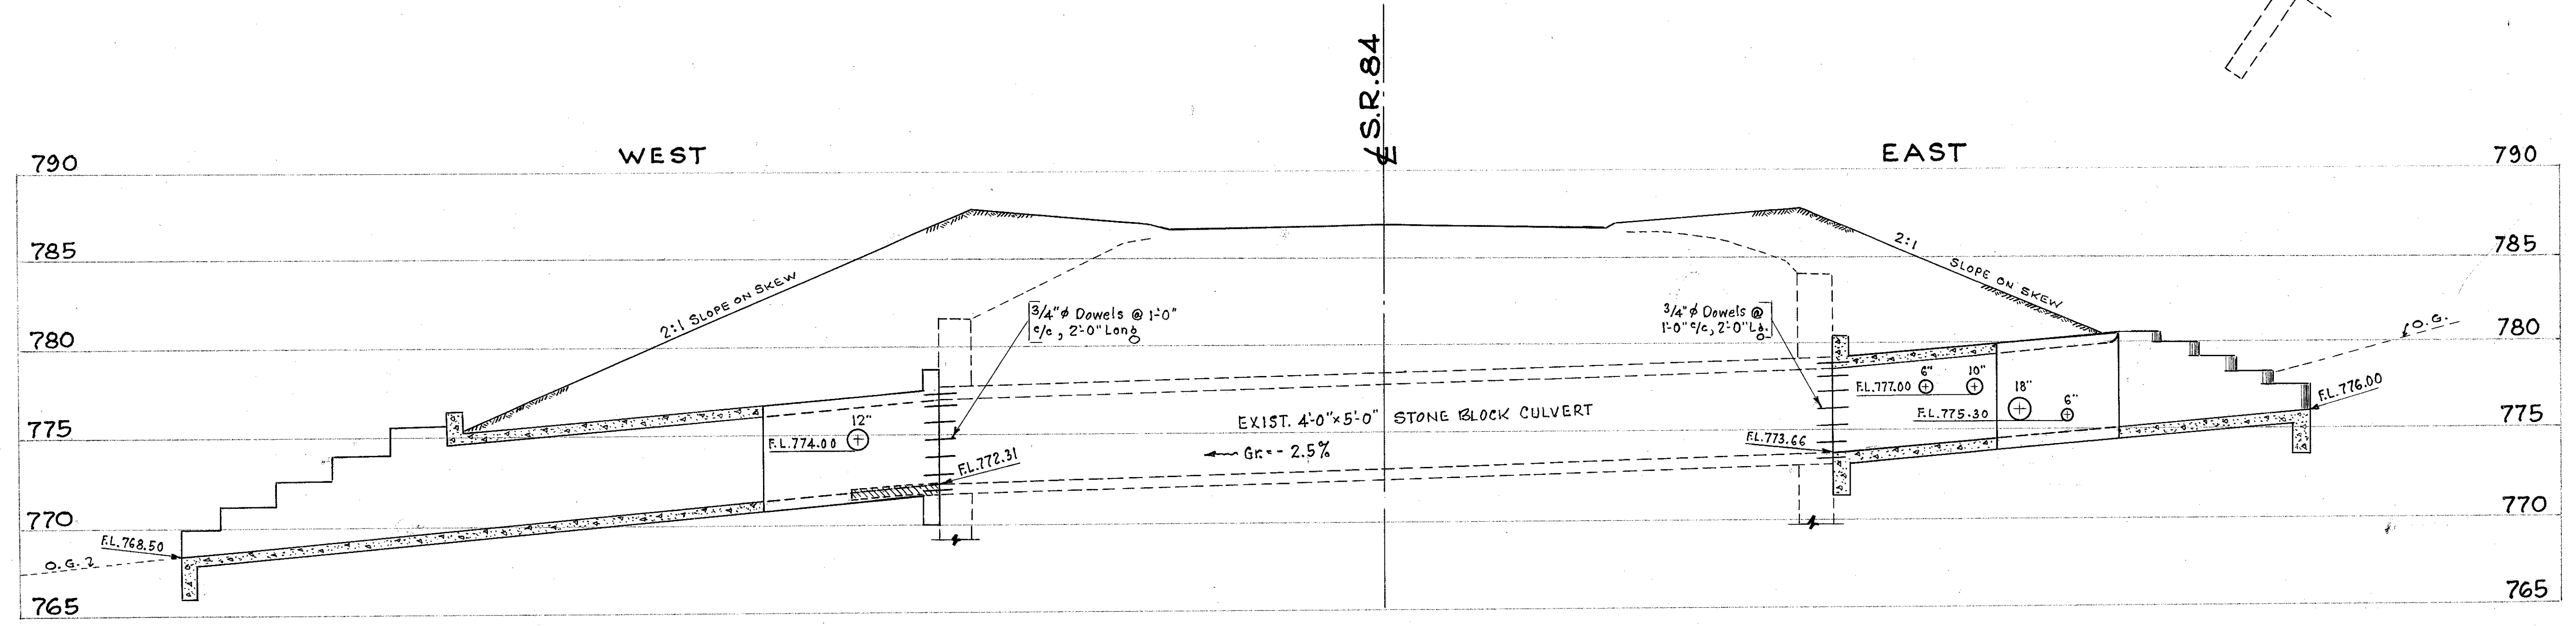 ℄ S.R.84
WEST
EAST
790
790
785
785
2:1
SLOPE ON SKEW
2:1 SLOPE ON SKEW
3/4"ϕ Dowels @ 1'-0"
c/c, 2'-0" Long
3/4"ϕ Dowels @
1'-0" c/c, 2'-0" Lg.
O.G.
780
780
6"
10"
F.L.777.00
18"
6"
F.L.775.30
F.L.776.00
12"
F.L.774.00
EXIST. 4'-0"x5'-0" STONE BLOCK CULVERT
775
775
F.L.773.66
Gr.= - 2.5%
F.L.772.31
770
770
F.L.768.50
O.G.
765
765